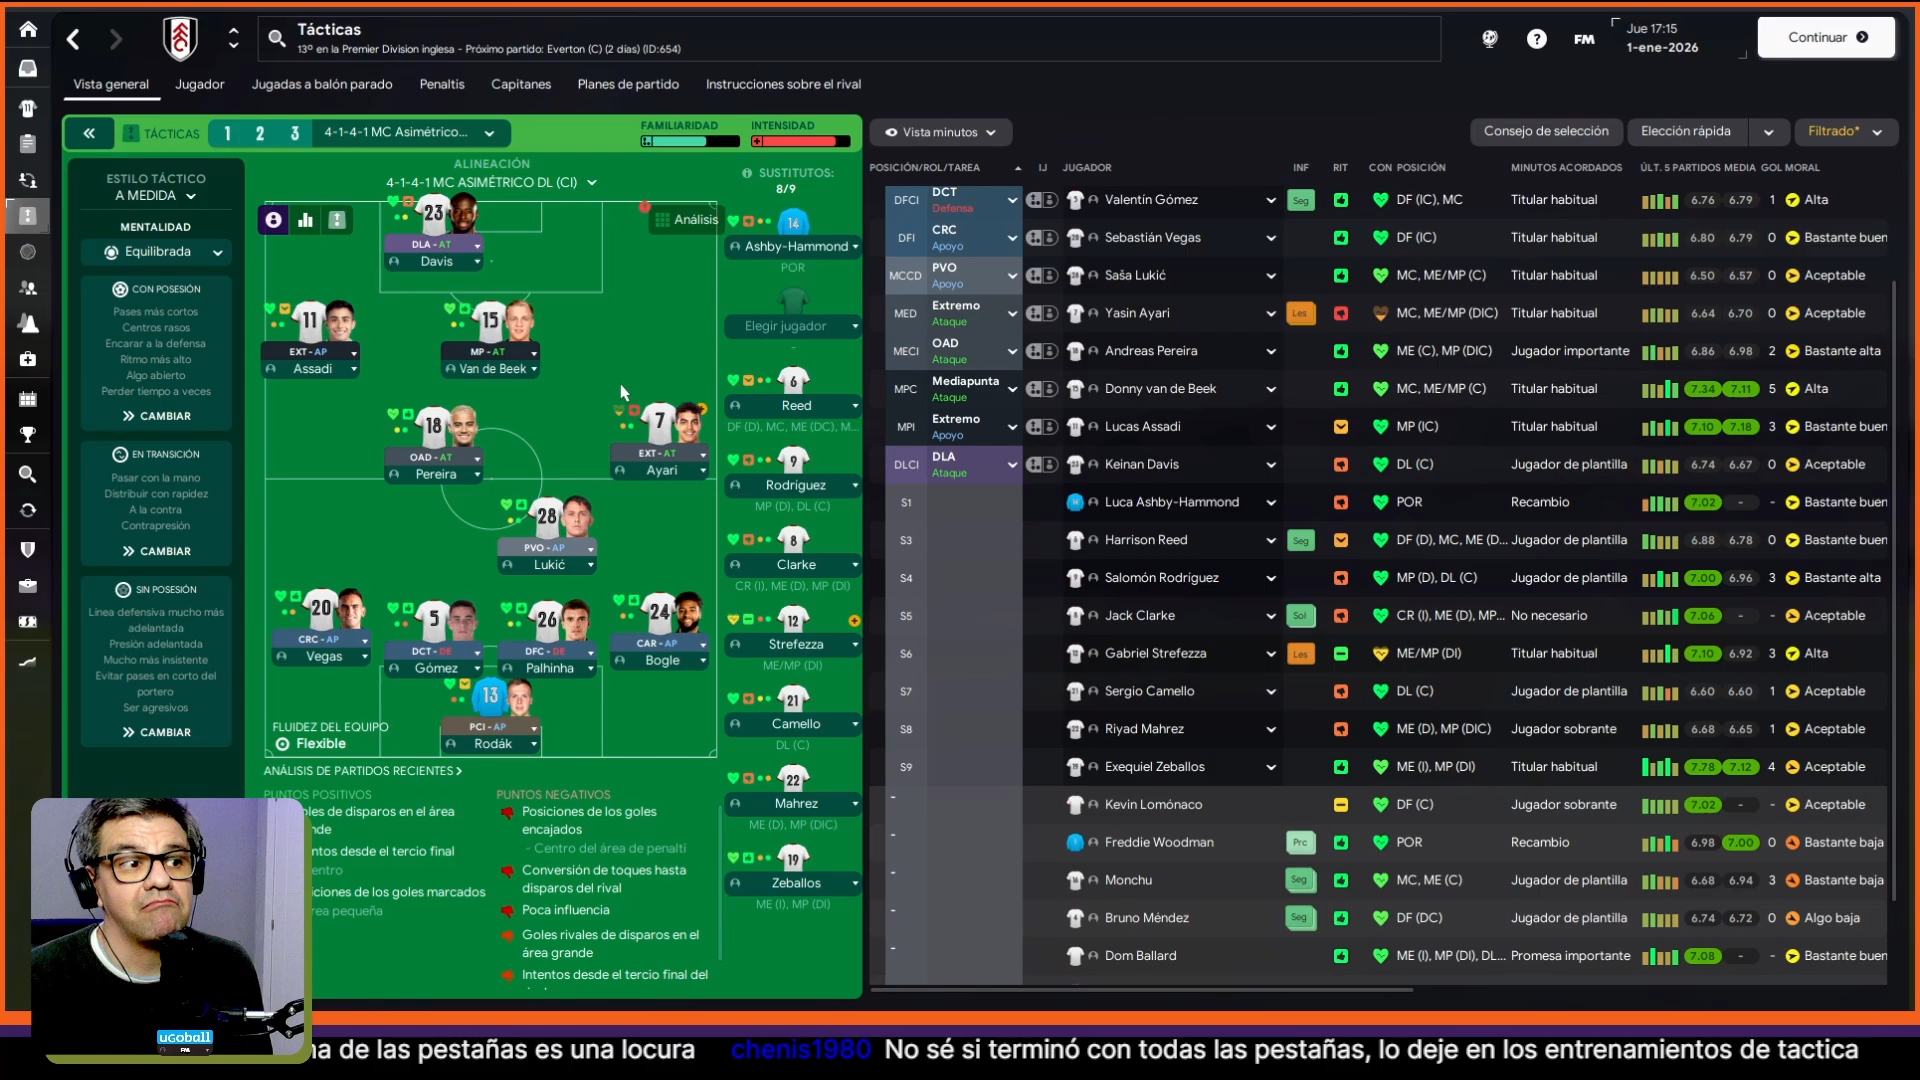 Tácticas
13º en la Premier Division inglesa - Próximo partido: Everton (C) (2 días) (ID:654)
FM
Jue 17:15
1-ene-2026
Continuar
Vista general
Jugador
Jugadas a balón parado
Penaltis
Capitanes
Planes de partido
Instrucciones sobre el rival
TÁCTICAS
1 2 3
4-1-4-1 MC Asimétrico...
FAMILIARIDAD
INTENSIDAD
Vista minutos
Consejo de selección
Elección rápida
Filtrado*
ESTILO TÁCTICO
A MEDIDA
MENTALIDAD
Equilibrada
CON POSESIÓN
Pases más cortos
Centros rasos
Encarar a la defensa
Ritmo más alto
Algo abierto
Perder tiempo a veces
CAMBIAR
EN TRANSICIÓN
Pasar con la mano
Distribuir con rapidez
A la contra
Contrapresión
CAMBIAR
SIN POSESIÓN
Línea defensiva mucho más
adelantada
Presión adelantada
Mucho más insistente
Evitar pases en corto del
portero
Ser agresivos
CAMBIAR
ALINEACIÓN
4-1-4-1 MC ASIMÉTRICO DL (CI)
Análisis
23
DLA - AT
Davis
11
EXT - AP
Assadi
15
MP - AT
Van de Beek
18
OAD - AT
Pereira
7
EXT - AT
Ayari
28
PVO - AP
Lukić
20
CRC - AP
Vegas
5
DCT - DE
Gómez
26
DFC - DE
Palhinha
24
CAR - AP
Bogle
13
PCI - AP
Rodák
FLUIDEZ DEL EQUIPO
Flexible
SUSTITUTOS:
8/9
14
Ashby-Hammond
POR
Elegir jugador
-
6
Reed
DF (D), MC, ME (DC), M...
9
Rodríguez
MP (D), DL (C)
8
Clarke
CR (I), ME (D), MP (DI)
12
Strefezza
ME/MP (DI)
21
Camello
DL (C)
22
Mahrez
ME (D), MP (DIC)
19
Zeballos
ME (I), MP (DI)
ANÁLISIS DE PARTIDOS RECIENTES
PUNTOS POSITIVOS
les de disparos en el área
nde
ntos desde el tercio final
entro
iciones de los goles marcados
rea pequeña
PUNTOS NEGATIVOS
Posiciones de los goles
encajados
- Centro del área de penalti
Conversión de toques hasta
disparos del rival
Poca influencia
Goles rivales de disparos en el
área grande
Intentos desde el tercio final del
POSICIÓN/ROL/TAREA IJ JUGADOR INF RIT CON POSICIÓN MINUTOS ACORDADOS ÚLT. 5 PARTIDOS MEDIA GOL MORAL
DFCI DCT Defensa Valentín Gómez Seg DF (IC), MC Titular habitual 6.76 6.79 1 Alta
DFI CRC Apoyo Sebastián Vegas DF (IC) Titular habitual 6.80 6.79 0 Bastante buen
MCCD PVO Apoyo Saša Lukić MC, ME/MP (C) Titular habitual 6.50 6.57 0 Aceptable
MED Extremo Ataque Yasin Ayari Les MC, ME/MP (DIC) Titular habitual 6.64 6.70 0 Aceptable
MECI OAD Ataque Andreas Pereira ME (C), MP (DIC) Jugador importante 6.86 6.98 2 Bastante alta
MPC Mediapunta Ataque Donny van de Beek MC, ME/MP (C) Titular habitual 7.34 7.11 5 Alta
MPI Extremo Apoyo Lucas Assadi MP (IC) Titular habitual 7.10 7.18 3 Bastante buen
DLCI DLA Ataque Keinan Davis DL (C) Jugador de plantilla 6.74 6.67 0 Aceptable
S1 Luca Ashby-Hammond POR Recambio 7.02 - - Bastante buen
S3 Harrison Reed Seg DF (D), MC, ME (D... Jugador de plantilla 6.88 6.78 0 Bastante buen
S4 Salomón Rodríguez MP (D), DL (C) Jugador de plantilla 7.00 6.96 3 Bastante alta
S5 Jack Clarke Sol CR (I), ME (D), MP... No necesario 7.06 - - Aceptable
S6 Gabriel Strefezza Les ME/MP (DI) Titular habitual 7.10 6.92 3 Alta
S7 Sergio Camello DL (C) Jugador de plantilla 6.60 6.60 1 Aceptable
S8 Riyad Mahrez ME (D), MP (DIC) Jugador sobrante 6.68 6.65 1 Aceptable
S9 Exequiel Zeballos ME (I), MP (DI) Titular habitual 7.78 7.12 4 Aceptable
- Kevin Lomónaco DF (C) Jugador sobrante 7.02 - - Aceptable
- Freddie Woodman Prc POR Recambio 6.98 7.00 0 Bastante baja
- Monchu Seg MC, ME (C) Jugador de plantilla 6.68 6.94 3 Bastante baja
- Bruno Méndez Seg DF (DC) Jugador de plantilla 6.74 6.72 0 Algo baja
- Dom Ballard ME (I), MP (DI), DL... Promesa importante 7.08 - - Bastante buen
ugoball
FM
na de las pestañas es una locura chenis1980 No sé si terminó con todas las pestañas, lo deje en los entrenamientos de tactica